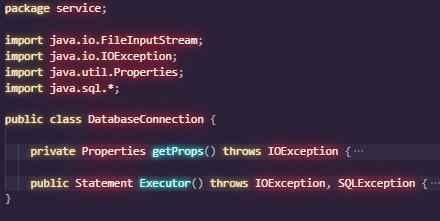 package service;
import java.io.FileInputStream;
import java.io.IOException;
import java.util.Properties;
import java.sql.*;
public class DatabaseConnection {
private Properties getProps() throws IOException {···
public Statement Executor() throws IOException, SQLException {···
}